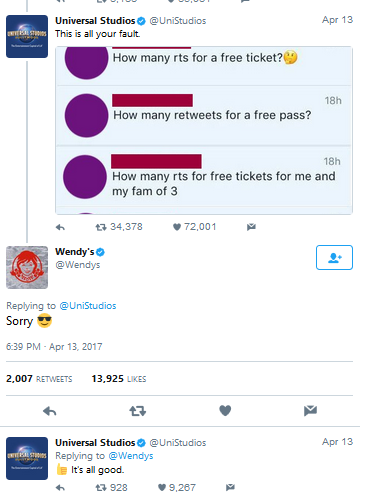 Universal Studios @UniStudios Apr 13
This is all your fault.
How many rts for a free ticket?🤔
18h
How many retweets for a free pass?
18h
How many rts for free tickets for me and
my fam of 3
34,378 72,001
Wendy's
@Wendys
Replying to @UniStudios
Sorry 😎
6:39 PM - Apr 13, 2017
2,007 RETWEETS 13,925 LIKES
Universal Studios @UniStudios Apr 13
Replying to @Wendys
👍 It's all good.
928 9,267